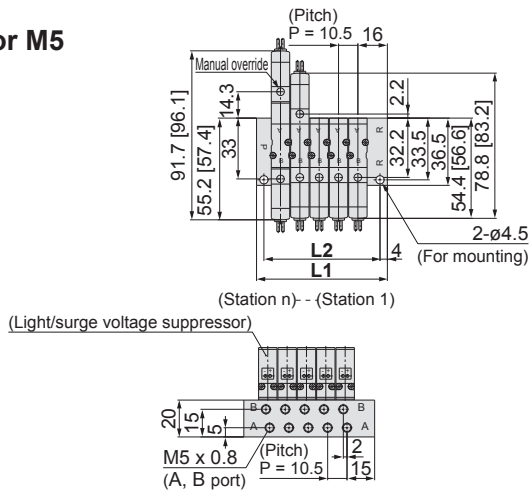 or M5
(Pitch)
P = 10.5
16
Manual override
14.3
2.2
91.7 [96.1]
55.2 [57.4]
33
P
Y Y Y Y Y
R
B B B B B
R
32.2
33.5
36.5
54.4 [56.6]
78.8 [83.2]
2-ø4.5
(For mounting)
L2
4
L1
(Station n)- - (Station 1)
(Light/surge voltage suppressor)
20
15
5
B
B
A
A
M5 x 0.8
(A, B port)
(Pitch)
P = 10.5
2
15